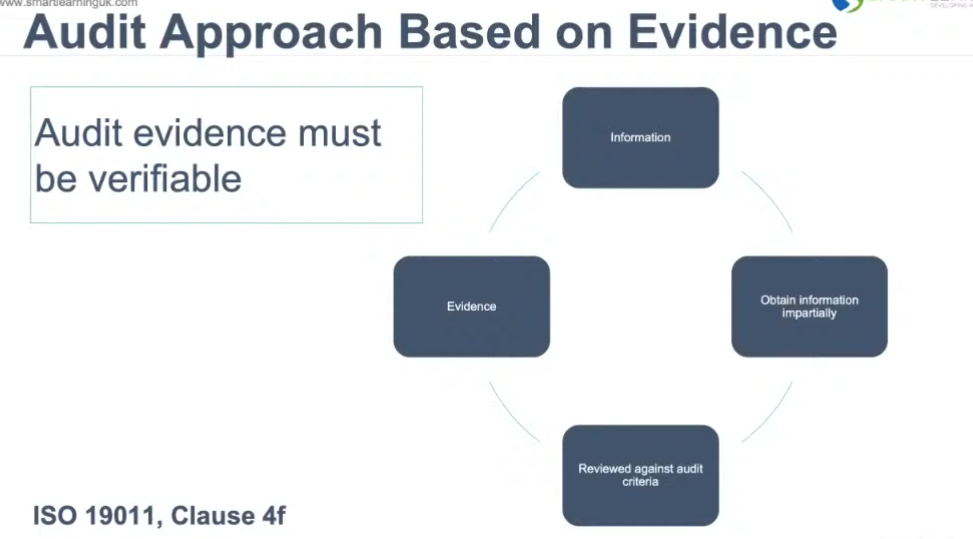 www.smartlearninguk.com
Audit Approach Based on Evidence
Audit evidence must
be verifiable
Information
Evidence
Obtain information
impartially
Reviewed against audit
criteria
ISO 19011, Clause 4f